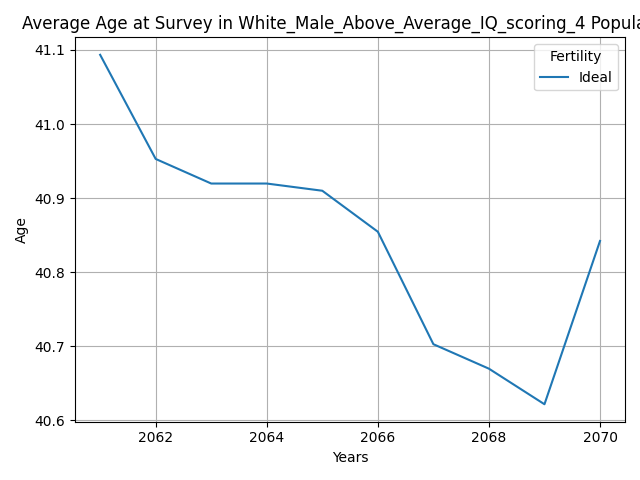 Average Age at Survey in White_Male_Above_Average_IQ_scoring_4 Popula
41.1
Fertility
Ideal
41.0
40.9
Age
40.8
40.7
40.6
2062 2064 2066 2068 2070
Years